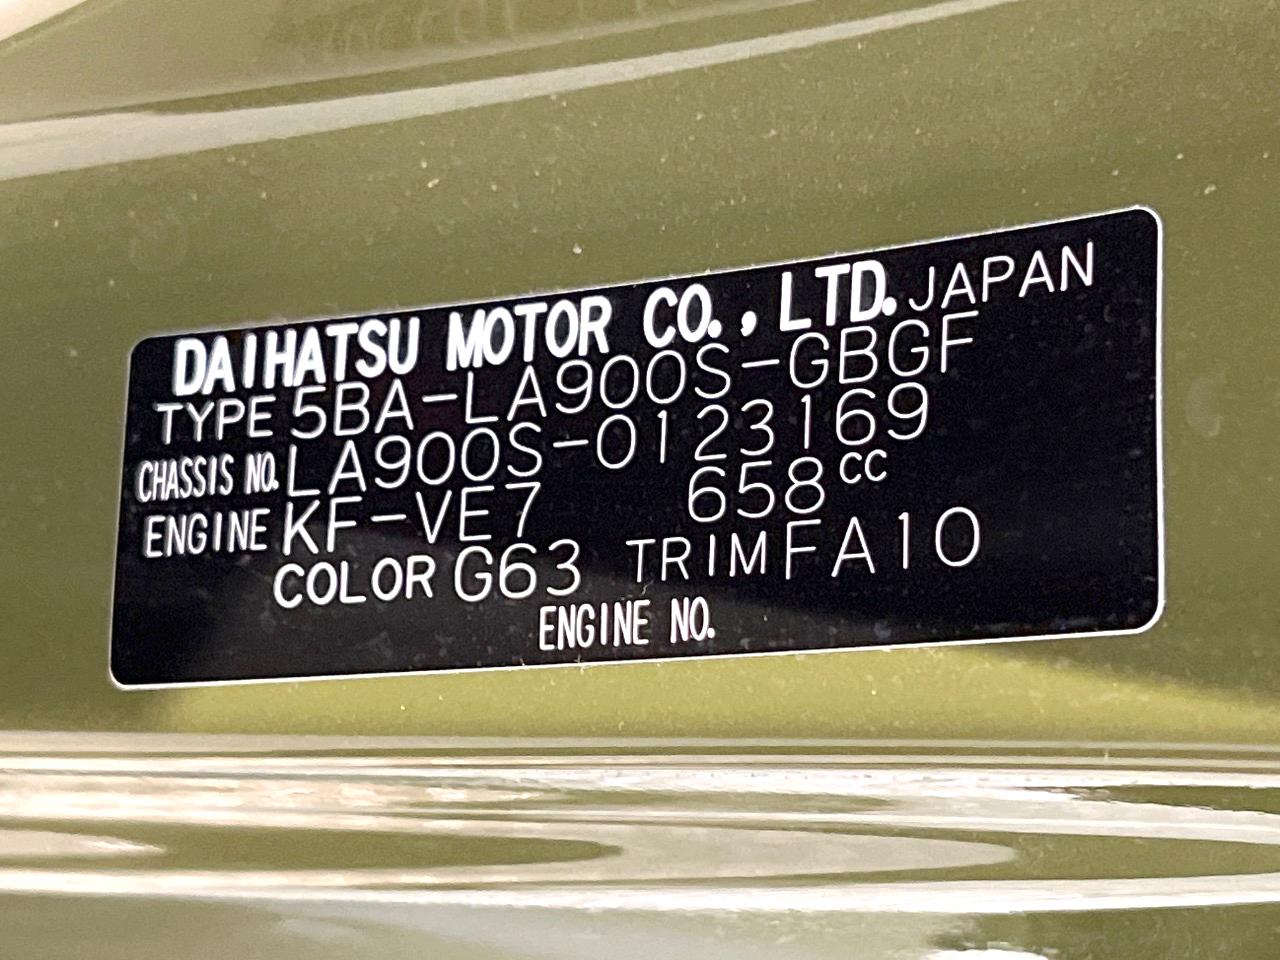 DAIHATSU MOTOR CO., LTD. JAPAN
TYPE 5BA-LA900S-GBGF
CHASSIS NO. LA900S-0123169
ENGINE KF-VE7 658cc
COLOR G63 TRIM FA10
ENGINE NO.